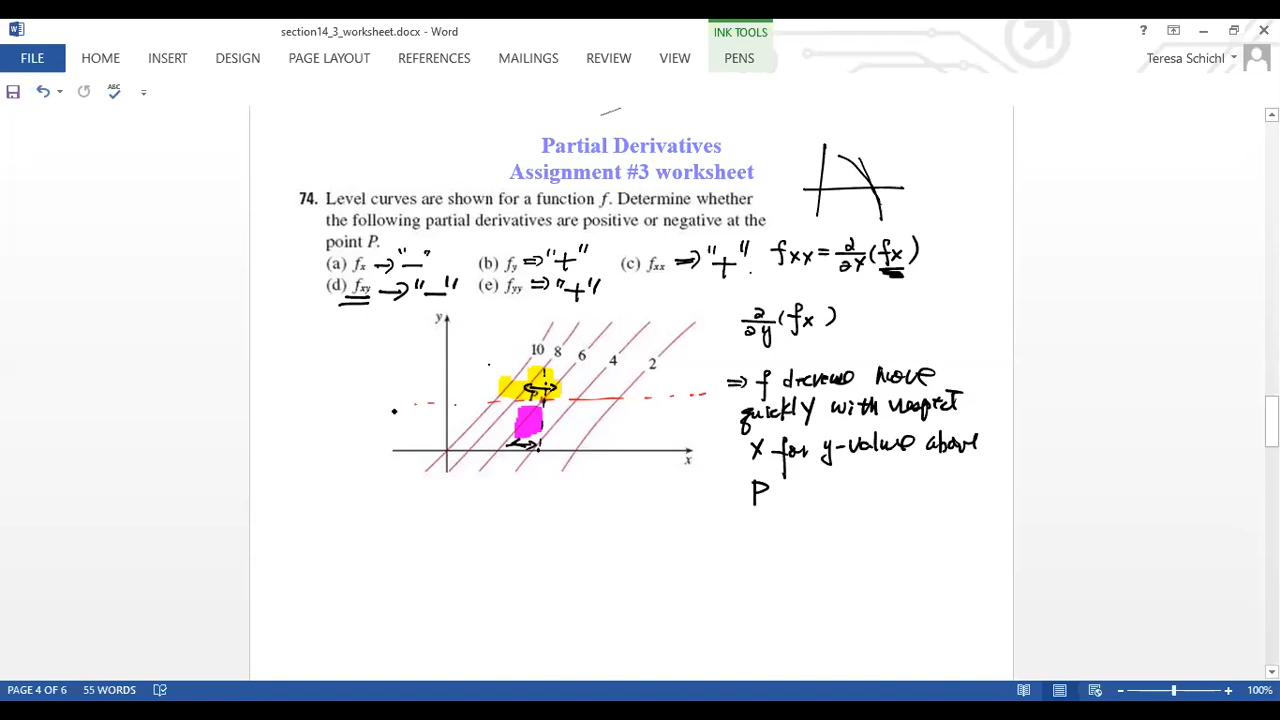 section14_3_worksheet.docx - Word
INK TOOLS
?
FILE HOME INSERT DESIGN PAGE LAYOUT REFERENCES MAILINGS REVIEW VIEW PENS
Teresa Schichl
ABC
Partial Derivatives
Assignment #3 worksheet
74. Level curves are shown for a function f. Determine whether
the following partial derivatives are positive or negative at the
point P.
(a) fx → "—" (b) fy ⇒ "+" (c) fxx ⇒ "+"
(d) fxy → "—" (e) fyy ⇒ "+"
fxx = ∂/∂x (fx)
∂/∂y (fx)
⇒ f decrease more
quickly with respect
x for y-value above
P
y
10 8 6 4 2
P
x
PAGE 4 OF 6 55 WORDS
100%